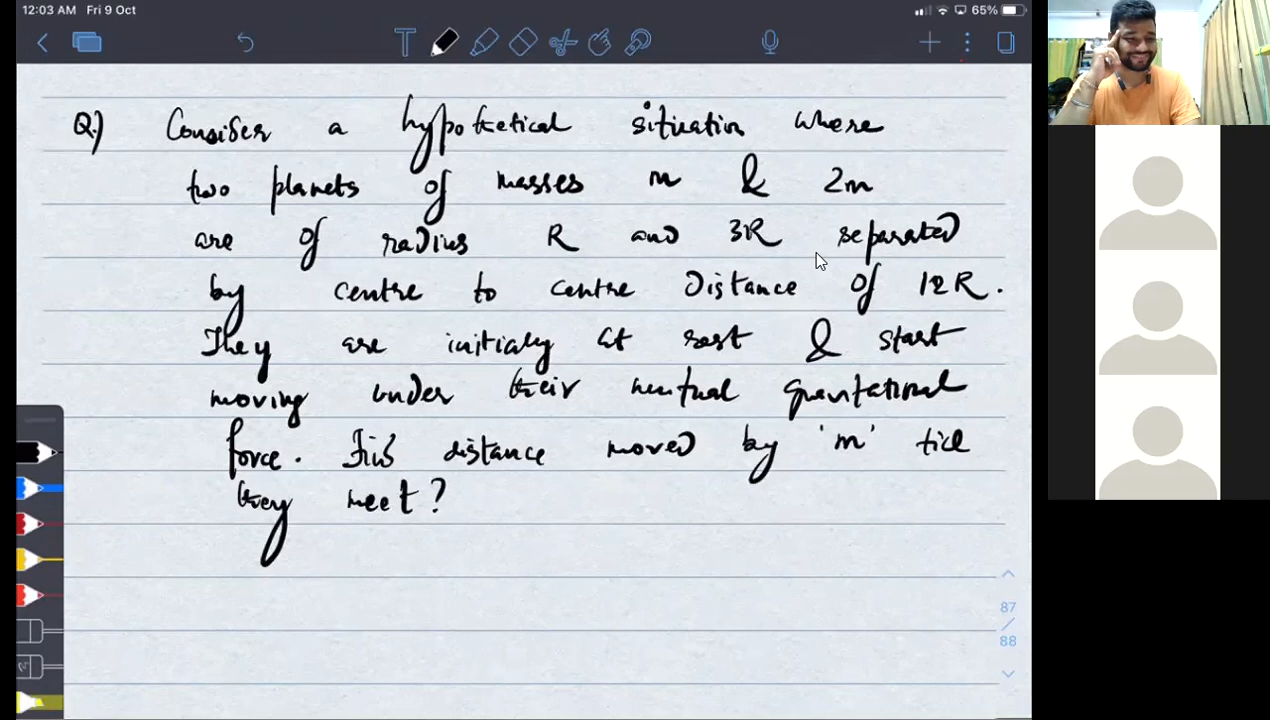 12:03 AM Fri 9 Oct 65%
Q.) Consider a hypothetical situation where
two planets of masses m & 2m
are of radius R and 3R separated
by centre to centre distance of 12R.
They are initially at rest & start
moving under their mutual gravitational
force. Find distance moved by 'm' till
they meet?
87
/
88